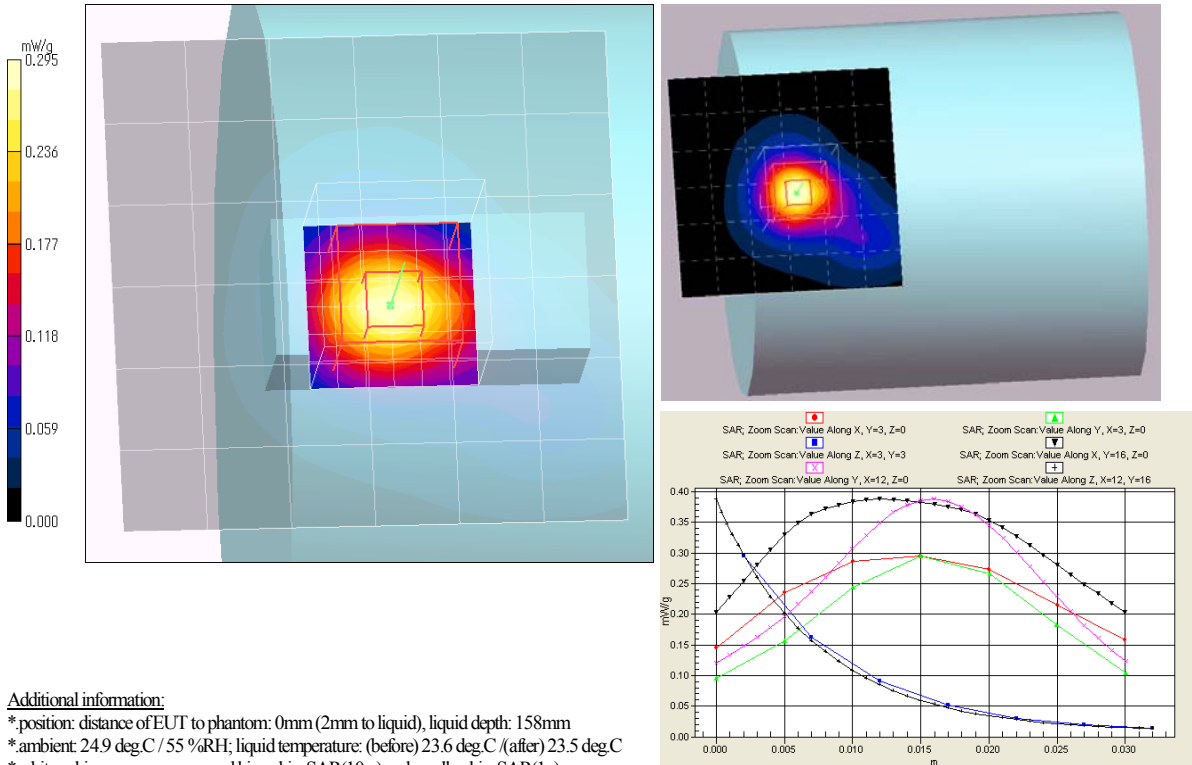 mW/g
0.295
0.236
0.177
0.118
0.059
0.000
SAR; Zoom Scan:Value Along X, Y=3, Z=0
SAR; Zoom Scan:Value Along Y, X=3, Z=0
SAR; Zoom Scan:Value Along Z, X=3, Y=3
SAR; Zoom Scan:Value Along X, Y=16, Z=0
SAR; Zoom Scan:Value Along Y, X=12, Z=0
SAR; Zoom Scan:Value Along Z, X=12, Y=16
0.40
0.35
0.30
0.25
0.20
0.15
0.10
0.05
0.00
mW/g
0.000
0.005
0.010
0.015
0.020
0.025
0.030
m
Additional information:
*.position: distance of EUT to phantom: 0mm (2mm to liquid), liquid depth: 158mm
*.ambient: 24.9 deg.C / 55 %RH; liquid temperature: (before) 23.6 deg.C /(after) 23.5 deg.C